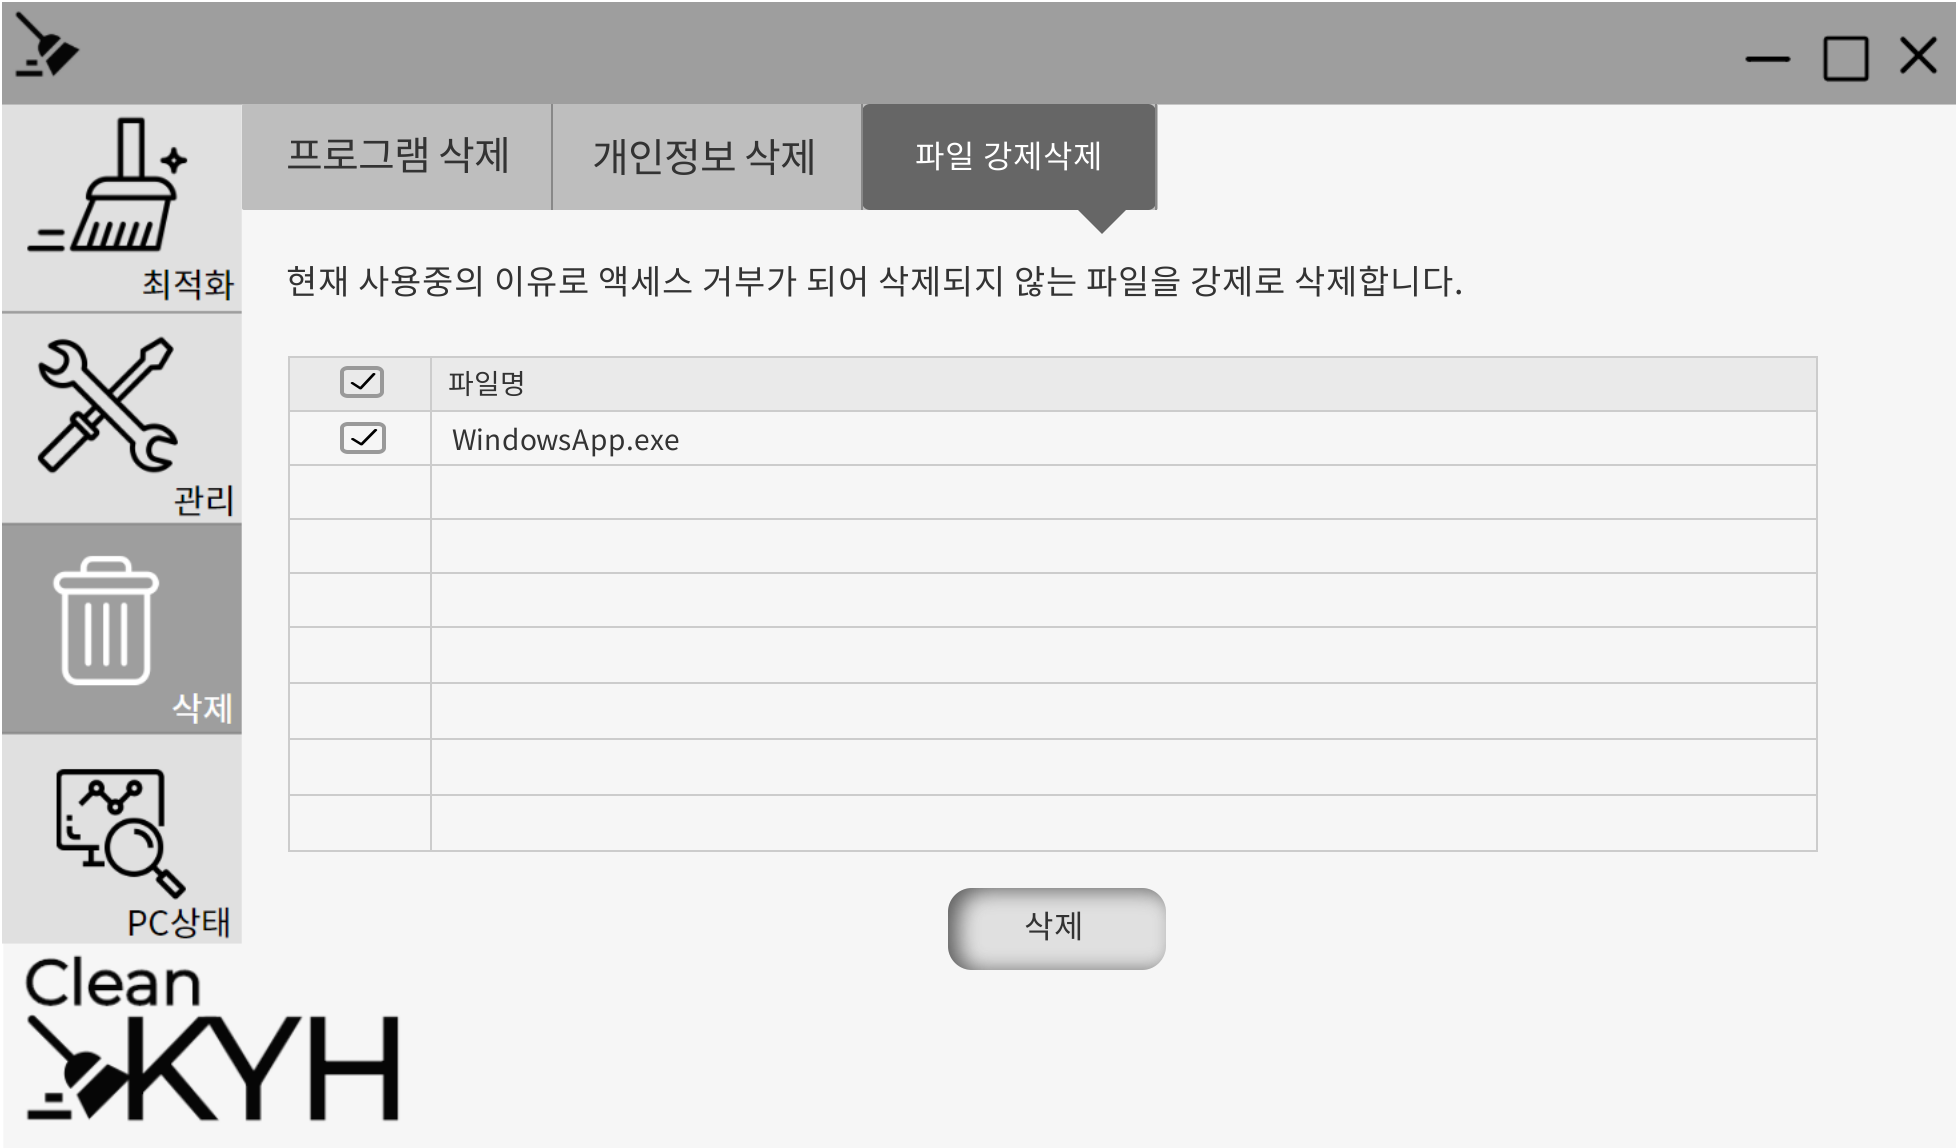 프로그램 삭제
개인정보 삭제
파일 강제삭제
최적화
현재 사용중의 이유로 액세스 거부가 되어 삭제되지 않는 파일을 강제로 삭제합니다.
관리
파일명
WindowsApp.exe
삭제
PC상태
삭제
Clean
KYH